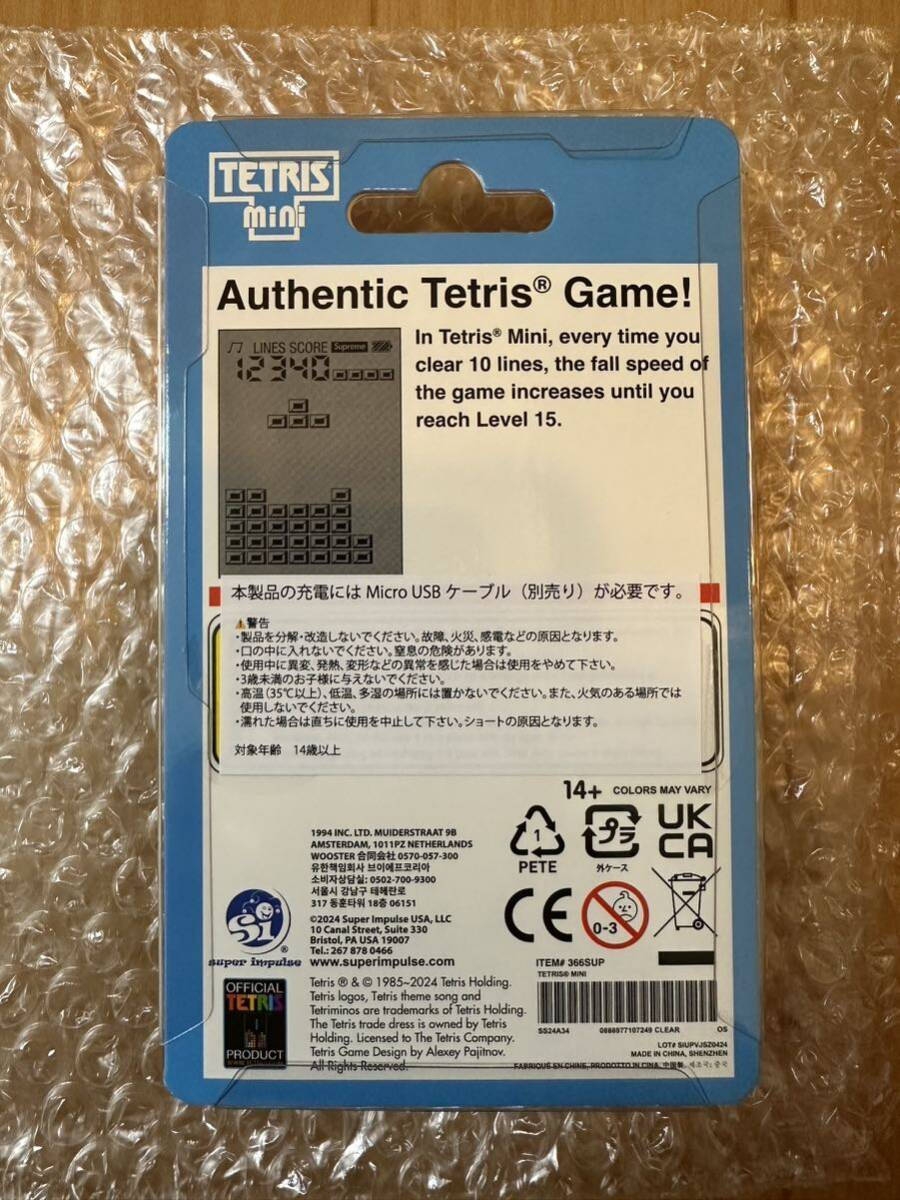 TETRIS
mini
Authentic Tetris® Game!
LINES SCORE Supreme
12340
In Tetris® Mini, every time you
clear 10 lines, the fall speed of
the game increases until you
reach Level 15.
本製品の充電には Micro USB ケーブル（別売り）が必要です。
⚠警告
・製品を分解・改造しないでください。故障、火災、感電などの原因となります。
・口の中に入れないでください。窒息の危険があります。
・使用中に異変、発熱、変形などの異常を感じた場合は使用をやめて下さい。
・3歳未満のお子様に与えないでください。
・高温（35℃以上）、低温、多湿の場所には置かないでください。また、火気のある場所では
使用しないでください。
・濡れた場合は直ちに使用を中止して下さい。ショートの原因となります。
対象年齢 14歳以上
14+ COLORS MAY VARY
1994 INC. LTD. MUIDERSTRAAT 9B
AMSTERDAM, 1011PZ NETHERLANDS
WOOSTER 合同会社 0570-057-300
유한책임회사 브이에프코리아
소비자상담실: 0502-700-9300
서울시 강남구 테헤란로
317 동훈타워 18층 06151
1
PETE
プラ
外ケース
UK
CA
CE
0-3
Si ®
super impulse
©2024 Super Impulse USA, LLC
10 Canal Street, Suite 330
Bristol, PA USA 19007
Tel.: 267 878 0466
www.superimpulse.com
OFFICIAL
TETRIS
PRODUCT
Tetris ® & © 1985~2024 Tetris Holding.
Tetris logos, Tetris theme song and
Tetriminos are trademarks of Tetris Holding.
The Tetris trade dress is owned by Tetris
Holding. Licensed to The Tetris Company.
Tetris Game Design by Alexey Pajitnov.
All Rights Reserved.
ITEM# 366SUP
TETRIS® MINI
SS24A34 0888977107249 CLEAR OS
LOT# SIUPVJSZ0424
MADE IN CHINA, SHENZHEN
FABRIQUE EN CHINE, PRODOTTO IN CINA, 中国製, 제조국: 중국